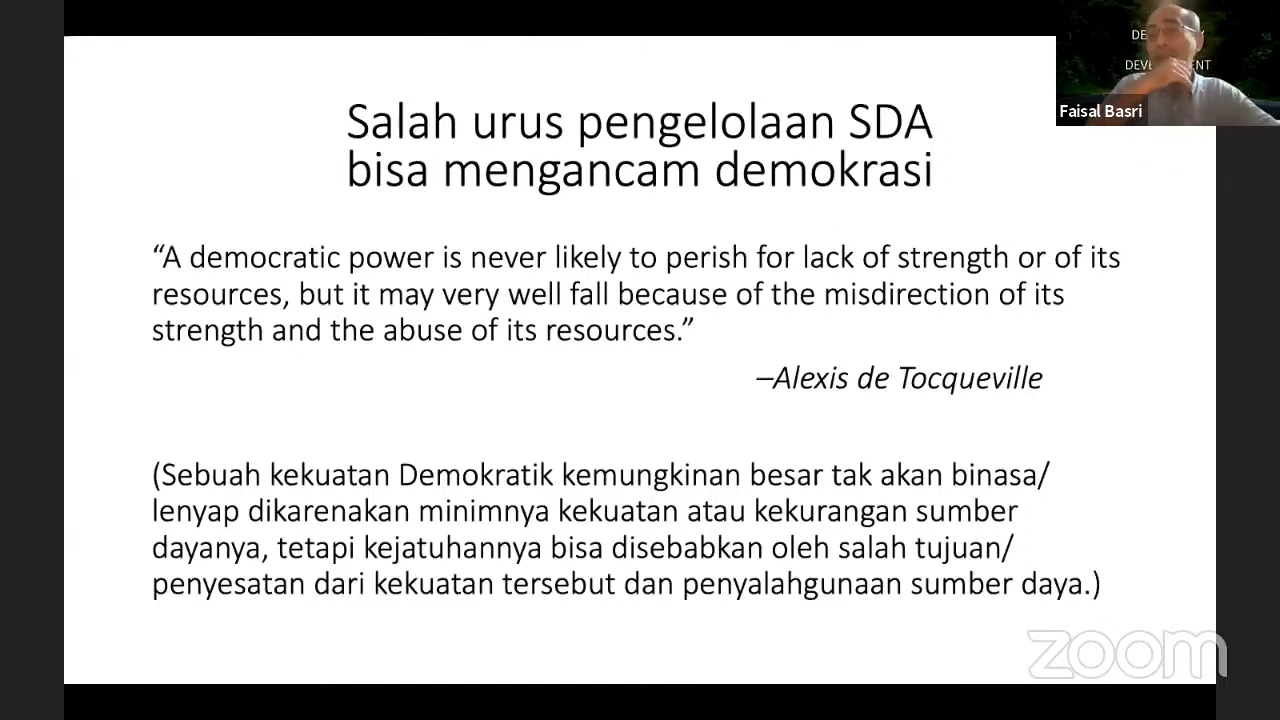 Salah urus pengelolaan SDA
bisa mengancam demokrasi
“A democratic power is never likely to perish for lack of strength or of its
resources, but it may very well fall because of the misdirection of its
strength and the abuse of its resources.”
–Alexis de Tocqueville
(Sebuah kekuatan Demokratik kemungkinan besar tak akan binasa/
lenyap dikarenakan minimnya kekuatan atau kekurangan sumber
dayanya, tetapi kejatuhannya bisa disebabkan oleh salah tujuan/
penyesatan dari kekuatan tersebut dan penyalahgunaan sumber daya.)
Faisal Basri
zoom